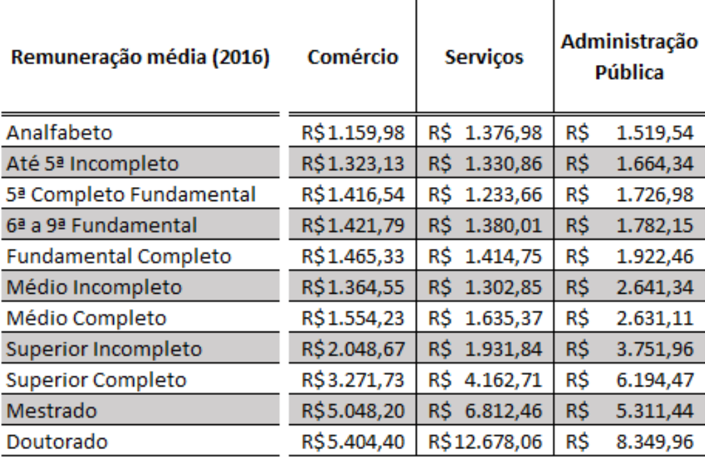 Remuneração média (2016) Comércio Serviços Administração Pública
Analfabeto R$1.159,98 R$ 1.376,98 R$ 1.519,54
Até 5ª Incompleto R$1.323,13 R$ 1.330,86 R$ 1.664,34
5ª Completo Fundamental R$1.416,54 R$ 1.233,66 R$ 1.726,98
6ª a 9ª Fundamental R$1.421,79 R$ 1.380,01 R$ 1.782,15
Fundamental Completo R$1.465,33 R$ 1.414,75 R$ 1.922,46
Médio Incompleto R$1.364,55 R$ 1.302,85 R$ 2.641,34
Médio Completo R$1.554,23 R$ 1.635,37 R$ 2.631,11
Superior Incompleto R$2.048,67 R$ 1.931,84 R$ 3.751,96
Superior Completo R$3.271,73 R$ 4.162,71 R$ 6.194,47
Mestrado R$5.048,20 R$ 6.812,46 R$ 5.311,44
Doutorado R$5.404,40 R$12.678,06 R$ 8.349,96